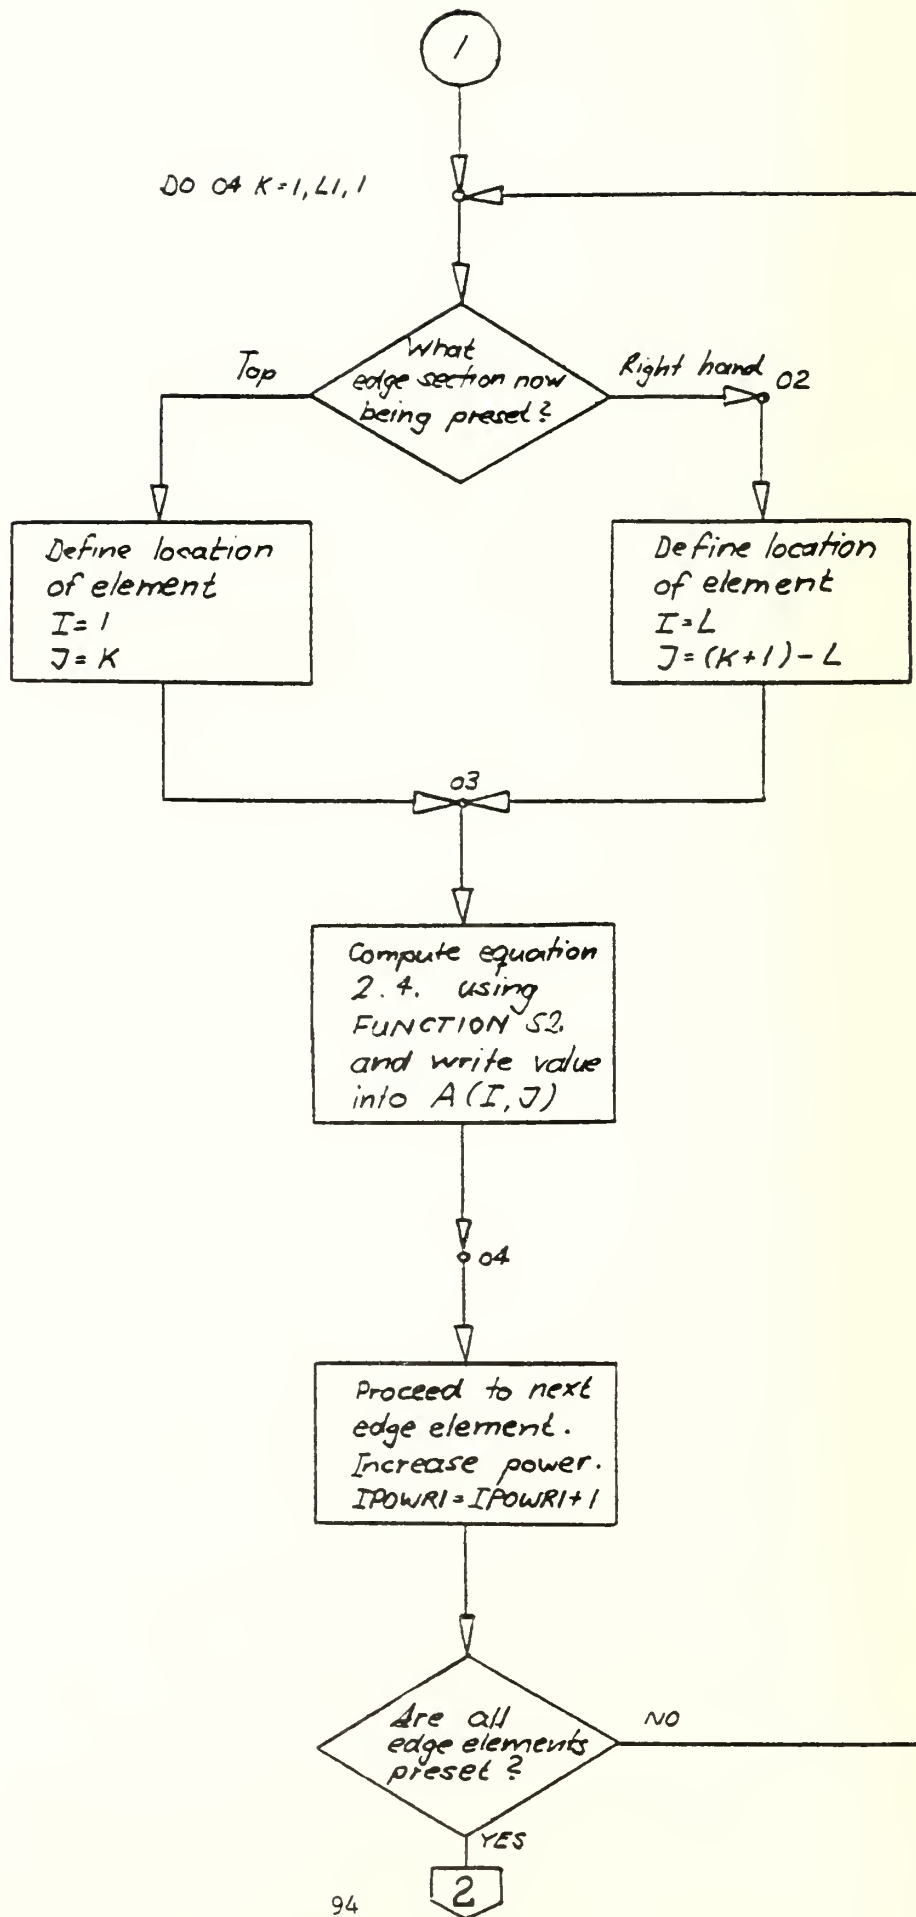 1
DO 04 K=1, L1, 1
What
edge section now
being preset?
Top
Right hand
02
Define location
of element
I=1
J=K
Define location
of element
I=L
J=(K+1)-L
03
Compute equation
2.4. using
FUNCTION S2.
and write value
into A(I,J)
04
Proceed to next
edge element.
Increase power.
IPOWR1=IPOWR1+1
Are all
edge elements
preset?
NO
YES
2
94